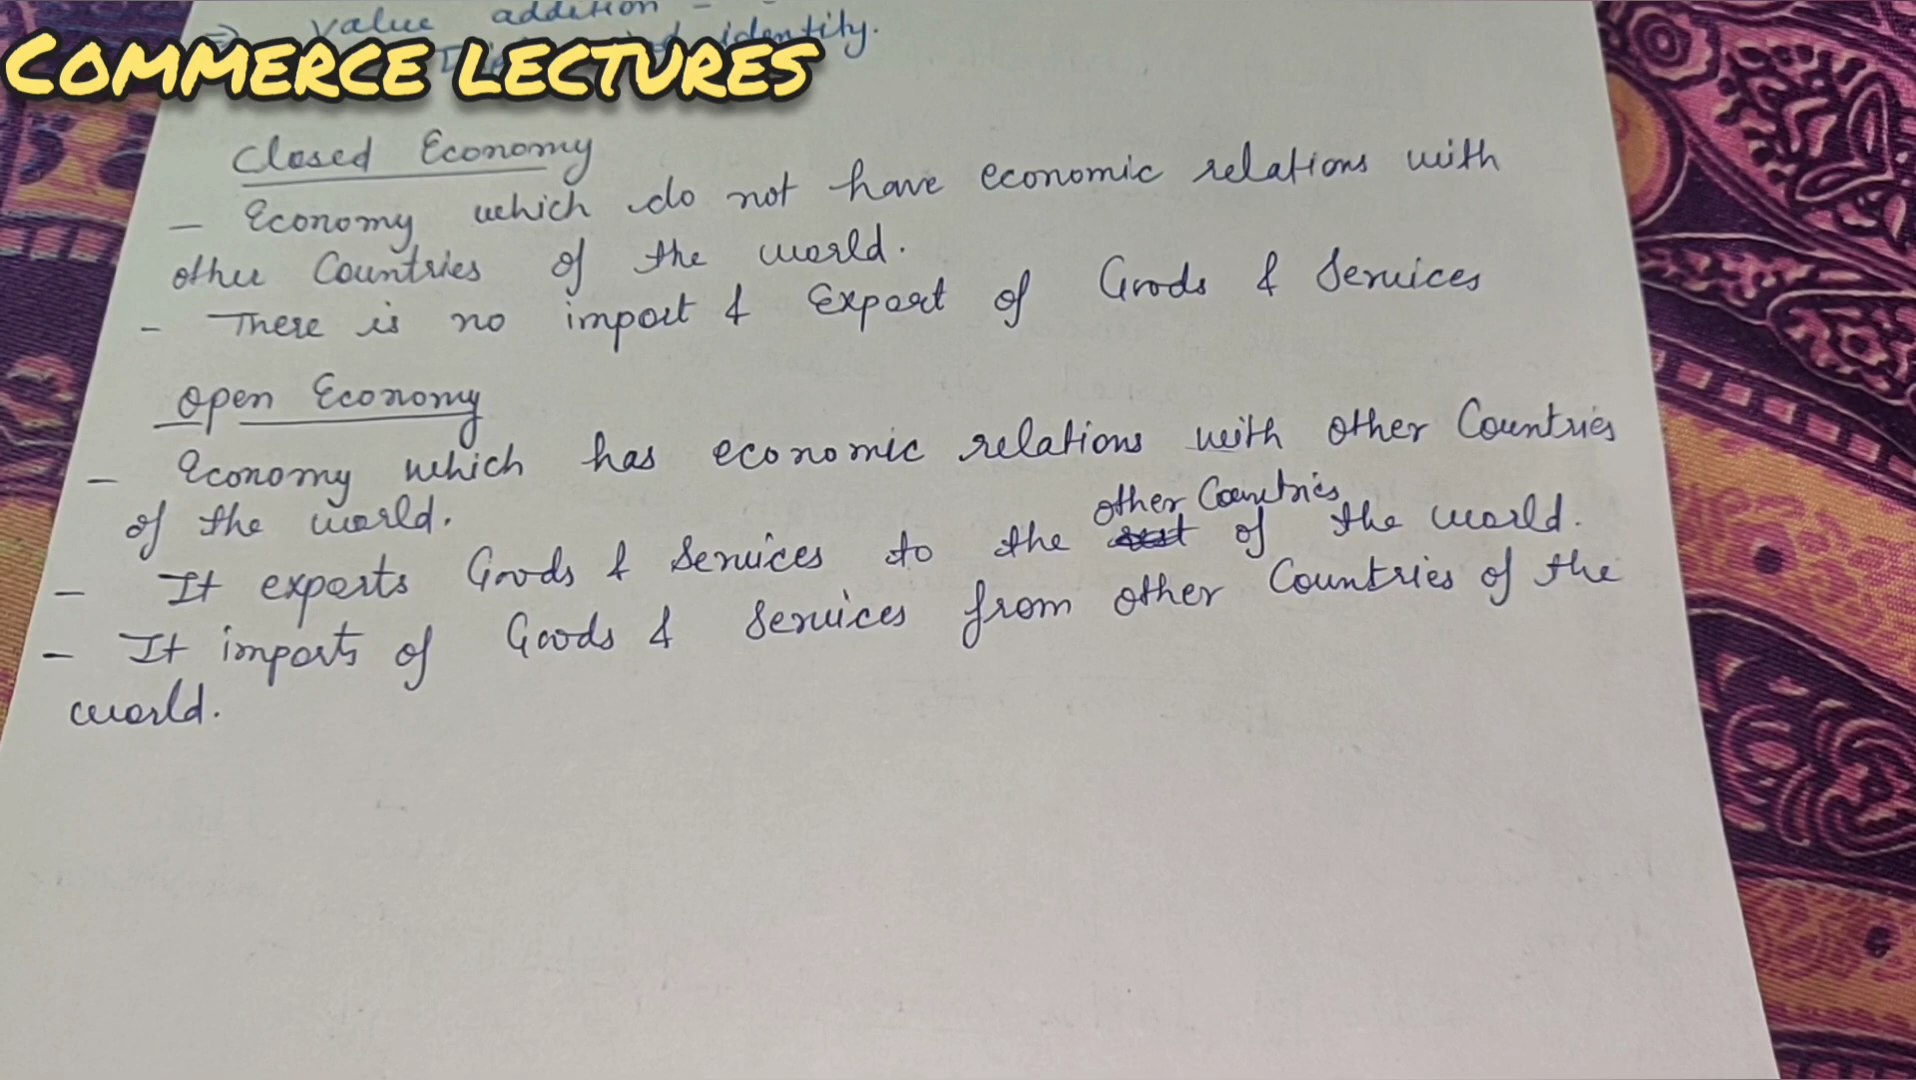 ⇒ value addition -
identity.
COMMERCE LECTURES
Closed Economy
- Economy which do not have economic relations with
other Countries of the world.
- There is no import & Export of Goods & Services
Open Economy
- Economy which has economic relations with other Countries
of the world.
other Countries
- It exports Goods & Services to the rest of the world.
- It imports of Goods & Services from other Countries of the
world.